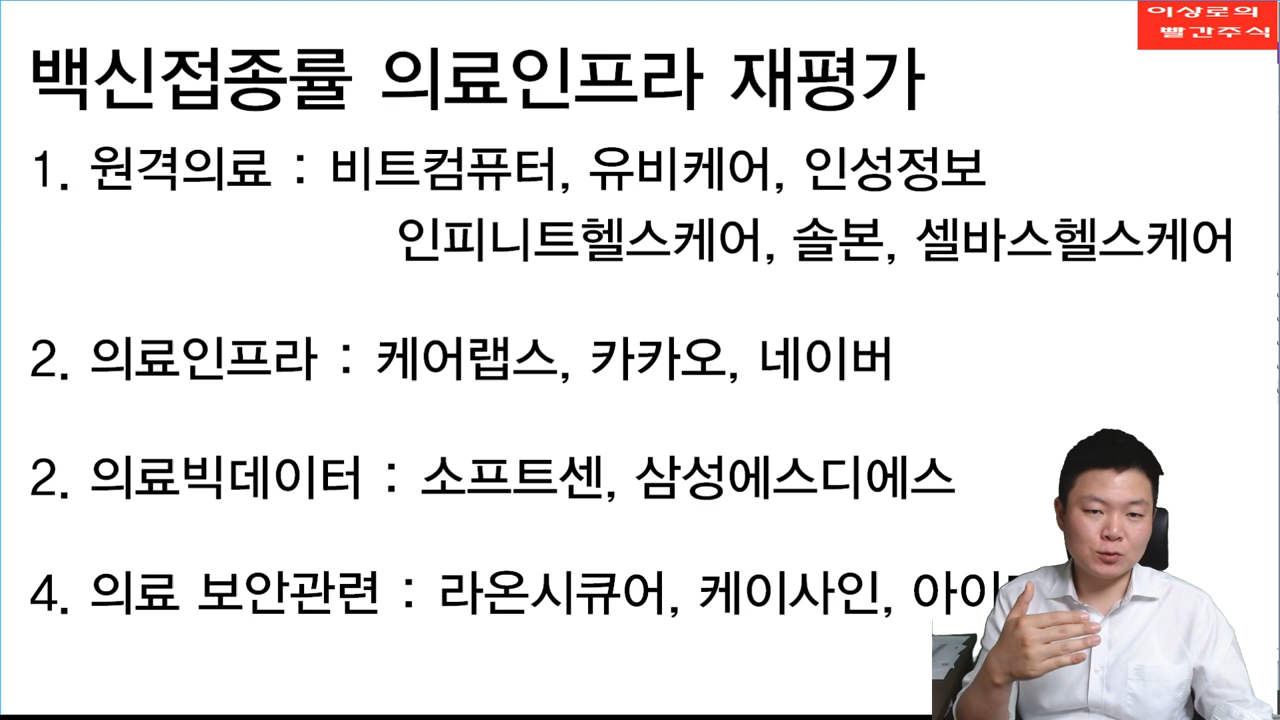 이상로의
빨간주식
백신접종률 의료인프라 재평가
1. 원격의료 : 비트컴퓨터, 유비케어, 인성정보
인피니트헬스케어, 솔본, 셀바스헬스케어
2. 의료인프라 : 케어랩스, 카카오, 네이버
2. 의료빅데이터 : 소프트센, 삼성에스디에스
4. 의료 보안관련 : 라온시큐어, 케이사인,